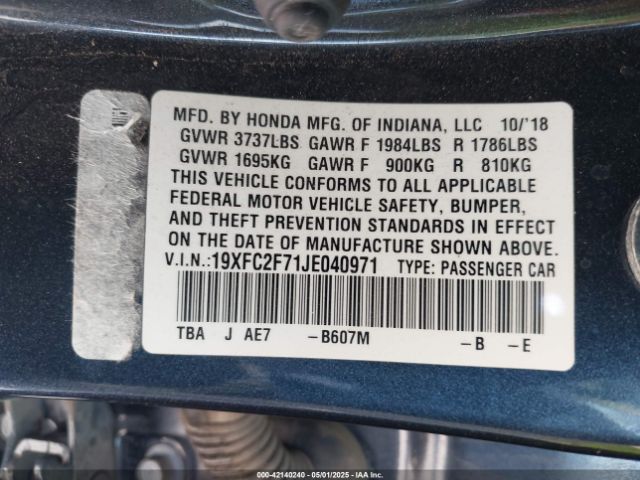 MFD. BY HONDA MFG. OF INDIANA, LLC 10/'18
GVWR 3737LBS GAWR F 1984LBS R 1786LBS
GVWR 1695KG GAWR F 900KG R 810KG
THIS VEHICLE CONFORMS TO ALL APPLICABLE
FEDERAL MOTOR VEHICLE SAFETY, BUMPER,
AND THEFT PREVENTION STANDARDS IN EFFECT
ON THE DATE OF MANUFACTURE SHOWN ABOVE.
V.I.N.:19XFC2F71JE040971 TYPE: PASSENGER CAR
TBA J AE7 -B607M -B -E
000-42140240 - 05/01/2025 - IAAI